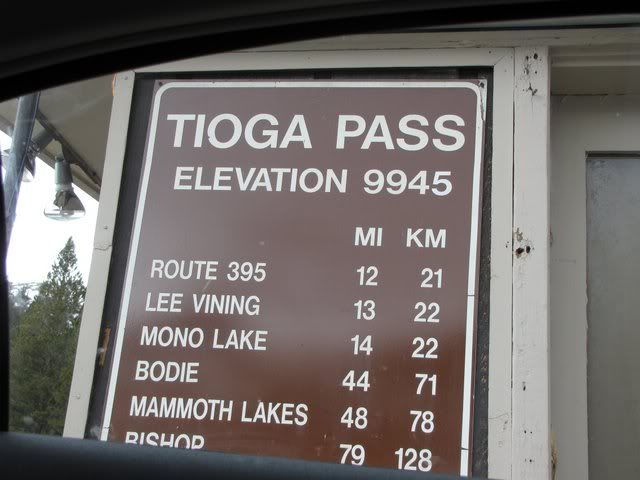 TIOGA PASS
ELEVATION 9945
MI KM
ROUTE 395 12 21
LEE VINING 13 22
MONO LAKE 14 22
BODIE 44 71
MAMMOTH LAKES 48 78
BISHOP 79 128